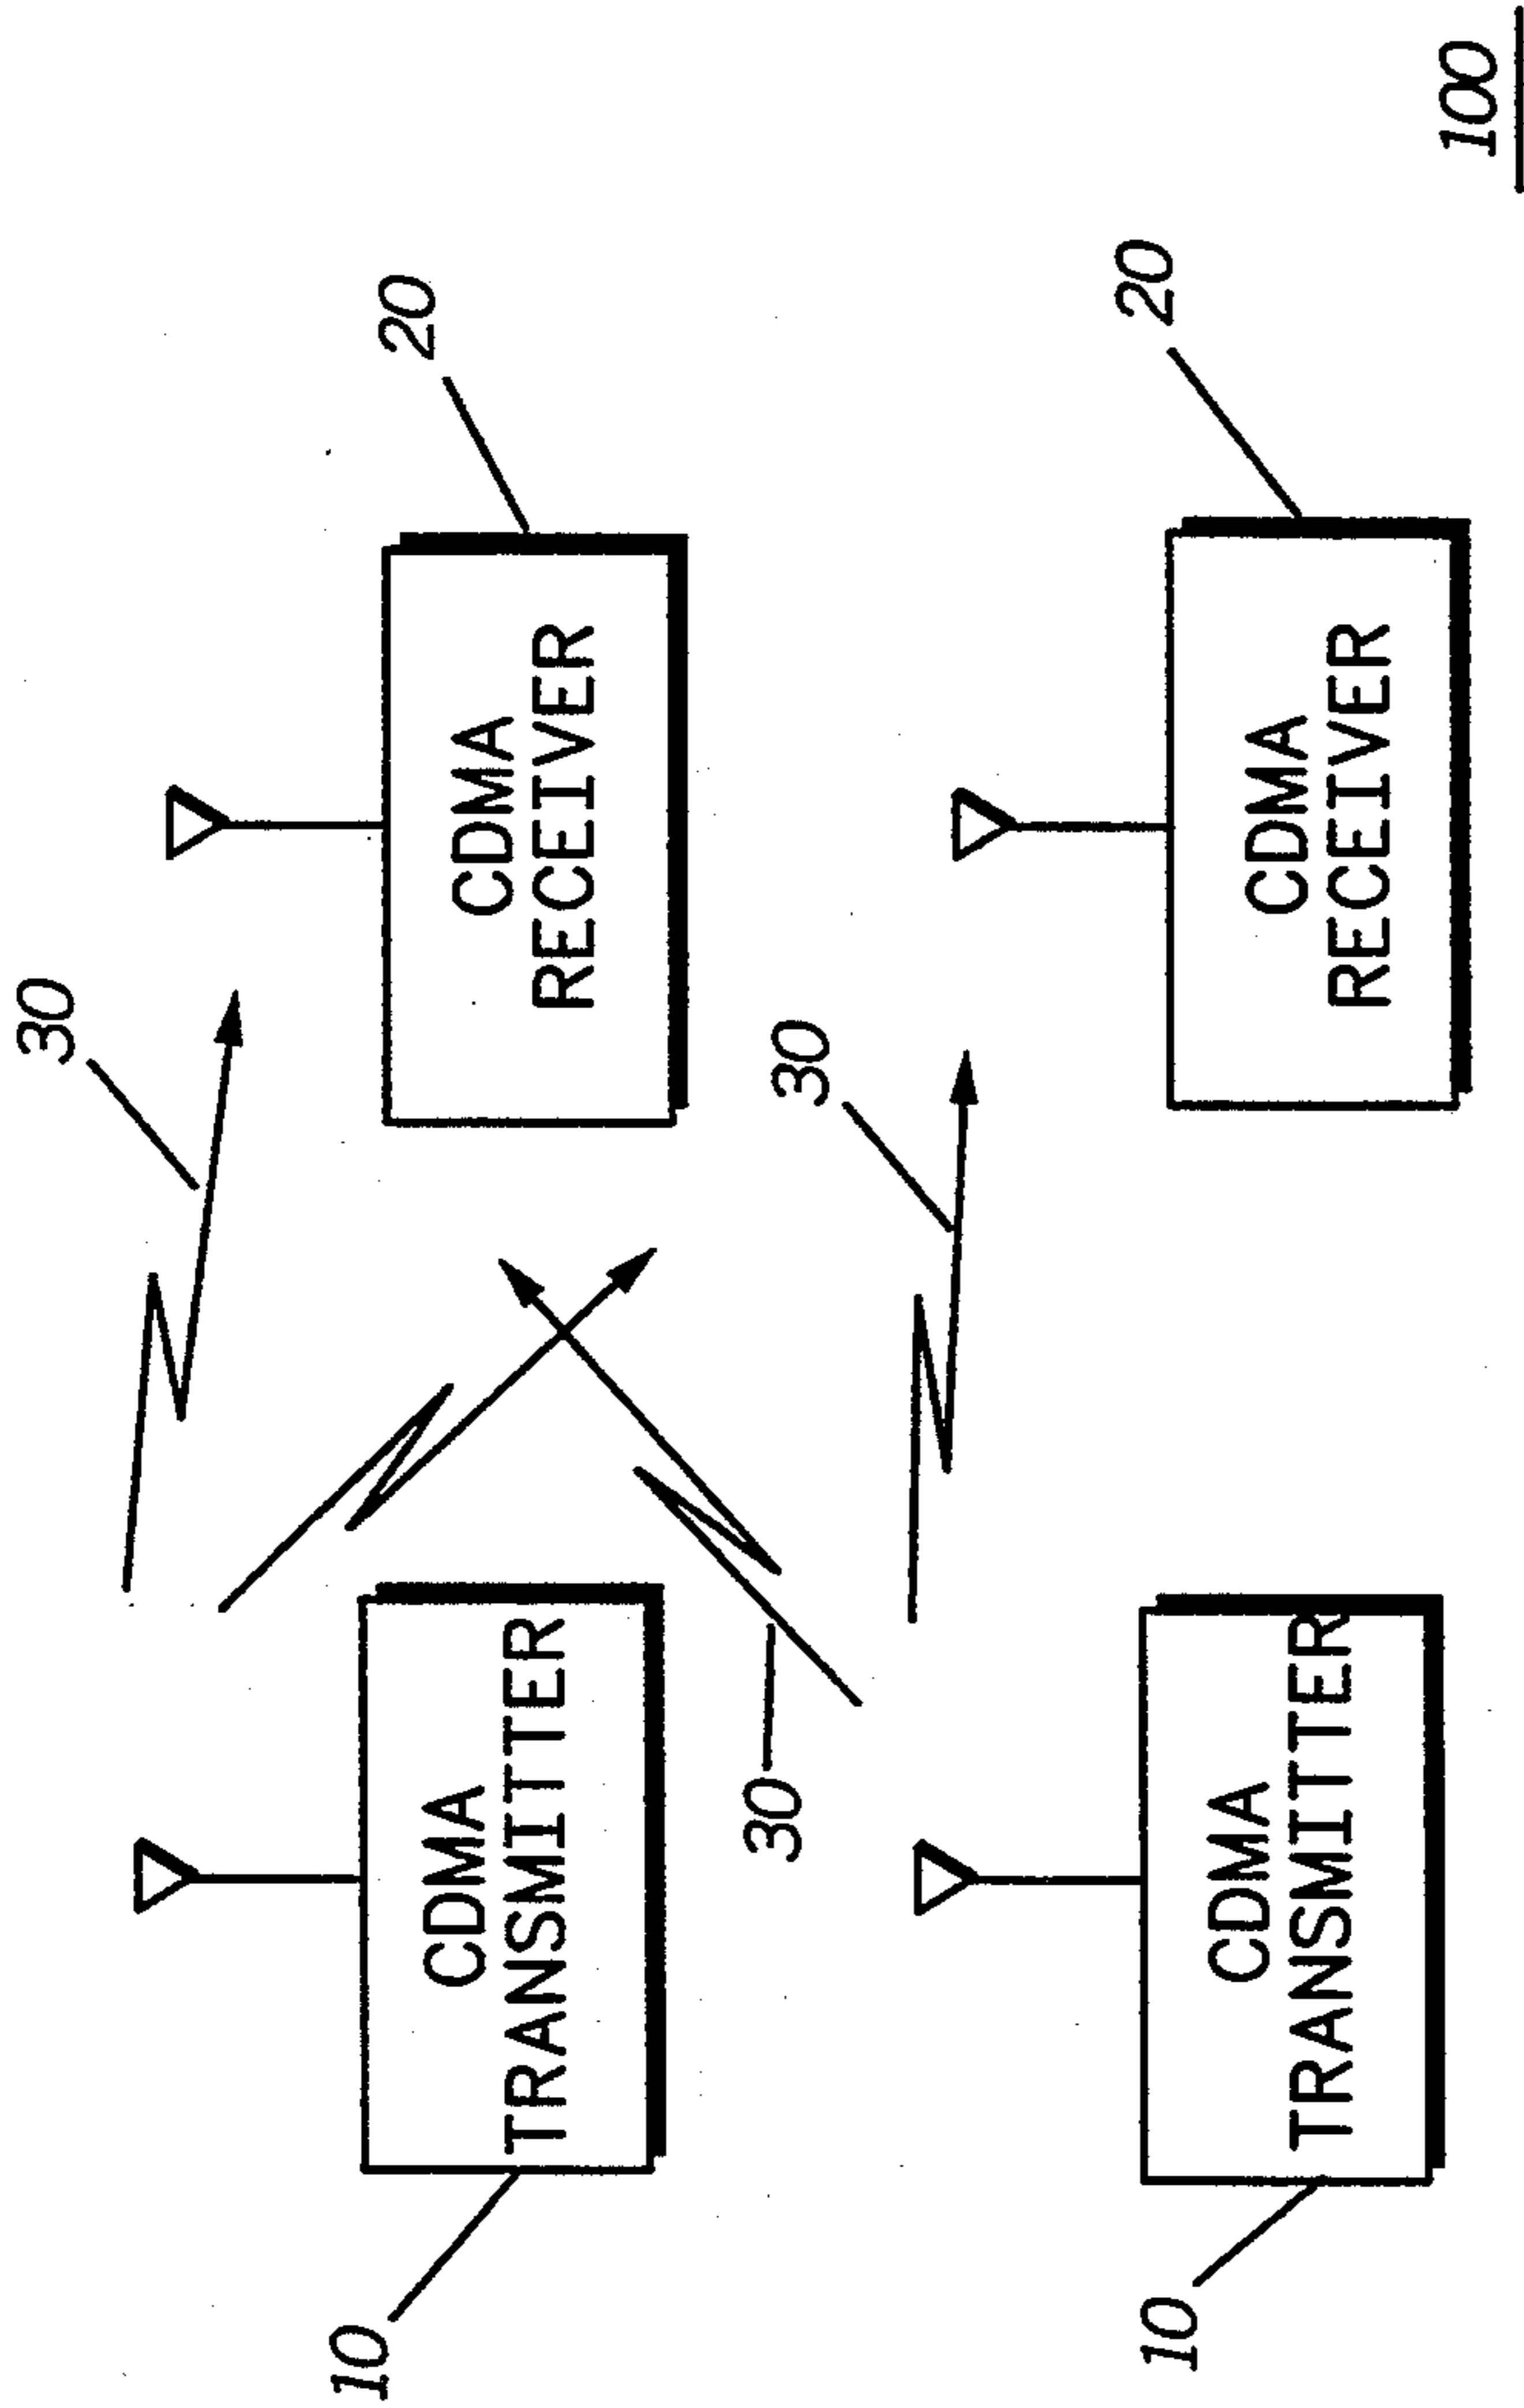 30
10
20
CDMA
TRANSMITTER
CDMA
RECEIVER
30
30
10
20
CDMA
TRANSMITTER
CDMA
RECEIVER
100